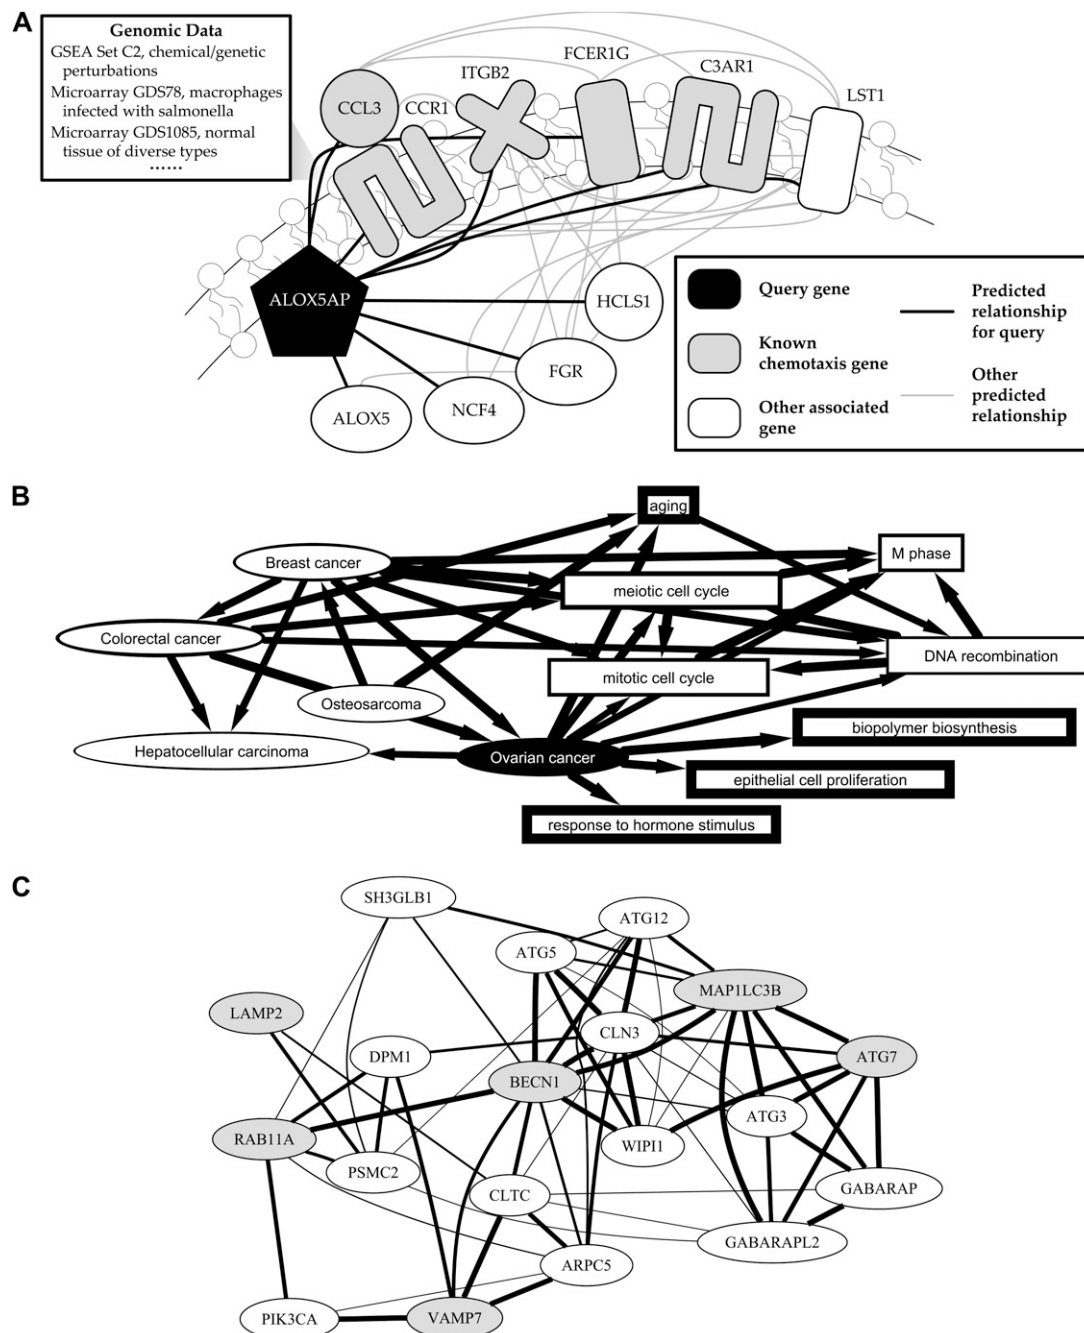 A
Genomic Data
GSEA Set C2, chemical/genetic
perturbations
Microarray GDS78, macrophages
infected with salmonella
Microarray GDS1085, normal
tissue of diverse types
......
CCL3
CCR1
ITGB2
FCER1G
C3AR1
LST1
ALOX5AP
HCLS1
FGR
NCF4
ALOX5
Query gene
Known
chemotaxis gene
Other associated
gene
Predicted
relationship
for query
Other
predicted
relationship
B
aging
Breast cancer
M phase
meiotic cell cycle
Colorectal cancer
DNA recombination
mitotic cell cycle
Osteosarcoma
biopolymer biosynthesis
Hepatocellular carcinoma
Ovarian cancer
epithelial cell proliferation
response to hormone stimulus
C
SH3GLB1
ATG12
ATG5
MAP1LC3B
LAMP2
CLN3
DPM1
ATG7
BECN1
ATG3
RAB11A
WIPI1
PSMC2
GABARAP
CLTC
GABARAPL2
ARPC5
PIK3CA
VAMP7